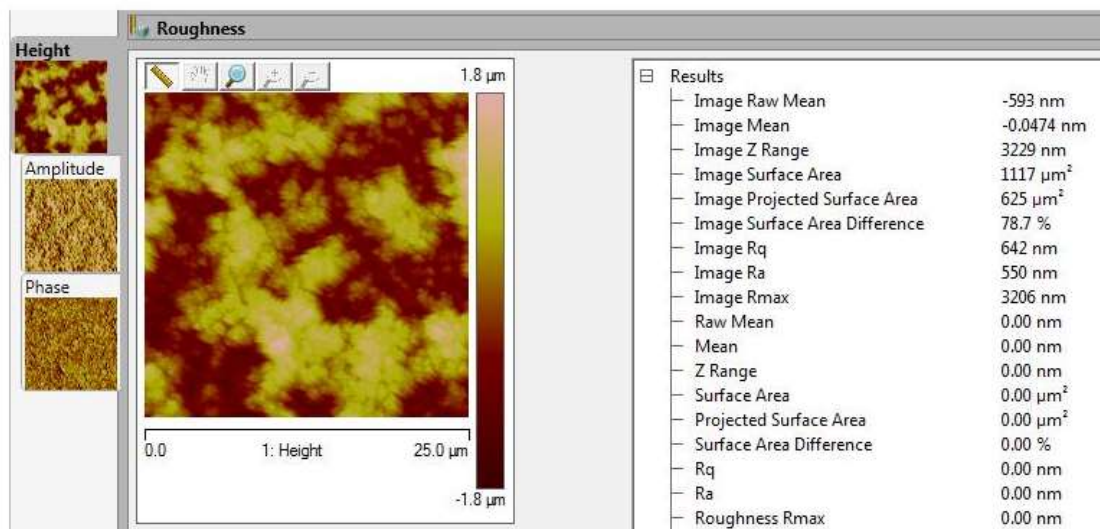 Roughness
Height
Amplitude
Phase
1.8 µm
0.0 1: Height 25.0 µm
-1.8 µm
Results
Image Raw Mean -593 nm
Image Mean -0.0474 nm
Image Z Range 3229 nm
Image Surface Area 1117 µm²
Image Projected Surface Area 625 µm²
Image Surface Area Difference 78.7 %
Image Rq 642 nm
Image Ra 550 nm
Image Rmax 3206 nm
Raw Mean 0.00 nm
Mean 0.00 nm
Z Range 0.00 nm
Surface Area 0.00 µm²
Projected Surface Area 0.00 µm²
Surface Area Difference 0.00 %
Rq 0.00 nm
Ra 0.00 nm
Roughness Rmax 0.00 nm